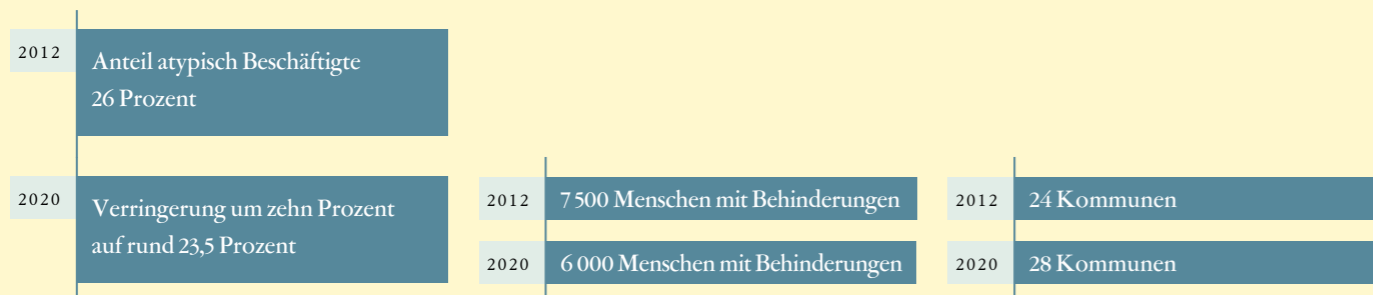 2012
Anteil atypisch Beschäftigte
26 Prozent
2020
Verringerung um zehn Prozent
auf rund 23,5 Prozent
2012
7 500 Menschen mit Behinderungen
2020
6 000 Menschen mit Behinderungen
2012
24 Kommunen
2020
28 Kommunen